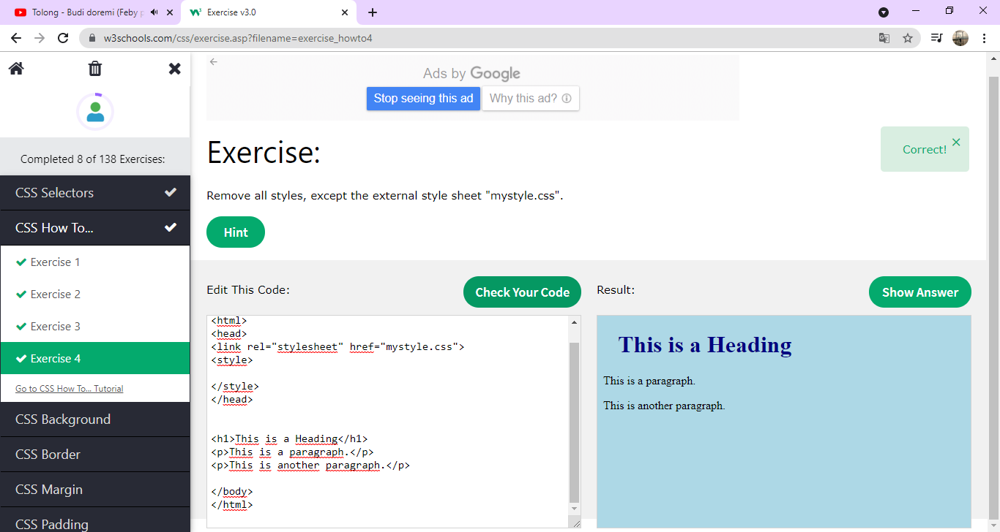 Tolong - Budi doremi (Feby p
Exercise v3.0
w3schools.com/css/exercise.asp?filename=exercise_howto4
Ads by Google
Stop seeing this ad
Why this ad?
Completed 8 of 138 Exercises:
CSS Selectors
CSS How To...
Exercise 1
Exercise 2
Exercise 3
Exercise 4
Go to CSS How To... Tutorial
CSS Background
CSS Border
CSS Margin
CSS Padding
Exercise:
Correct!
Remove all styles, except the external style sheet "mystyle.css".
Hint
Edit This Code:
Check Your Code
<html>
<head>
<link rel="stylesheet" href="mystyle.css">
<style>
</style>
</head>
<h1>This is a Heading</h1>
<p>This is a paragraph.</p>
<p>This is another paragraph.</p>
</body>
</html>
Result:
Show Answer
This is a Heading
This is a paragraph.
This is another paragraph.